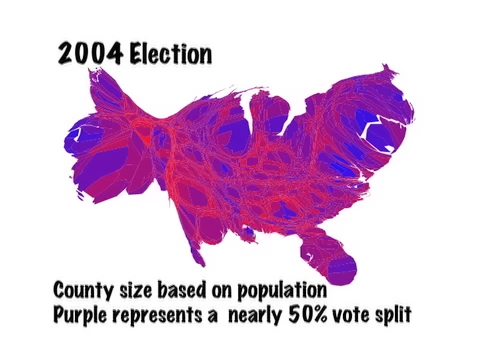 2004 Election
County size based on population
Purple represents a nearly 50% vote split